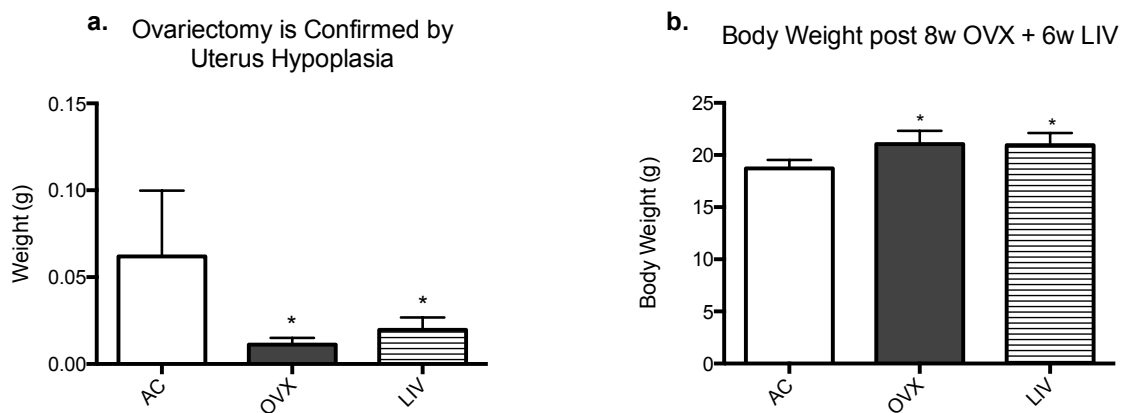 a. Ovariectomy is Confirmed by
Uterus Hypoplasia
0.15
0.10
0.05
0.00
Weight (g)
*
*
AC
OVX
LIV
b. Body Weight post 8w OVX + 6w LIV
25
20
15
10
5
0
Body Weight (g)
*
*
AC
OVX
LIV